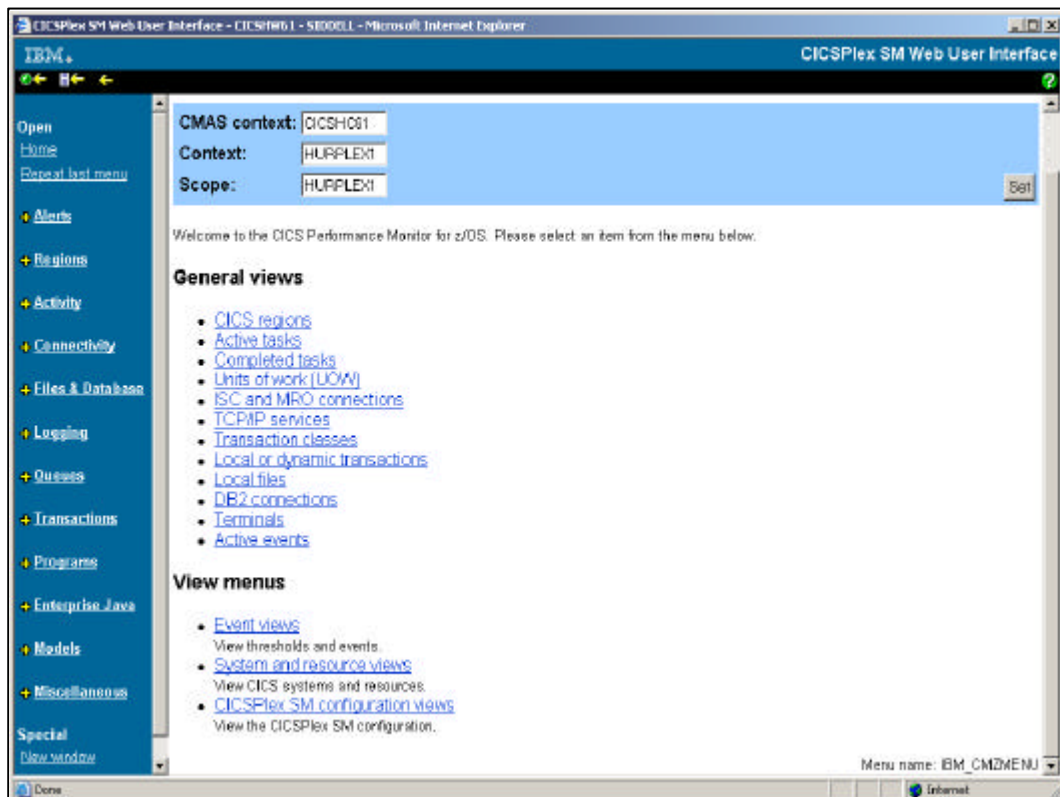 CICSPlex SM Web User Interface - CICSHW61 - SIDDELL - Microsoft Internet Explorer
IBM.
CICSPlex SM Web User Interface
Open
Home
Repeat last menu
Alerts
Regions
Activity
Connectivity
Files & Database
Logging
Queues
Transactions
Programs
Enterprise Java
Models
Miscellaneous
Special
New window
CMAS context: CICSHC61
Context: HURPLEX1
Scope: HURPLEX1
Set
Welcome to the CICS Performance Monitor for z/OS. Please select an item from the menu below.
General views
• CICS regions
• Active tasks
• Completed tasks
• Units of work (UOW)
• ISC and MRO connections
• TCP/IP services
• Transaction classes
• Local or dynamic transactions
• Local files
• DB2 connections
• Terminals
• Active events
View menus
• Event views
View thresholds and events.
• System and resource views
View CICS systems and resources.
• CICSPlex SM configuration views
View the CICSPlex SM configuration.
Menu name: IBM_CMZMENU
Done
Internet